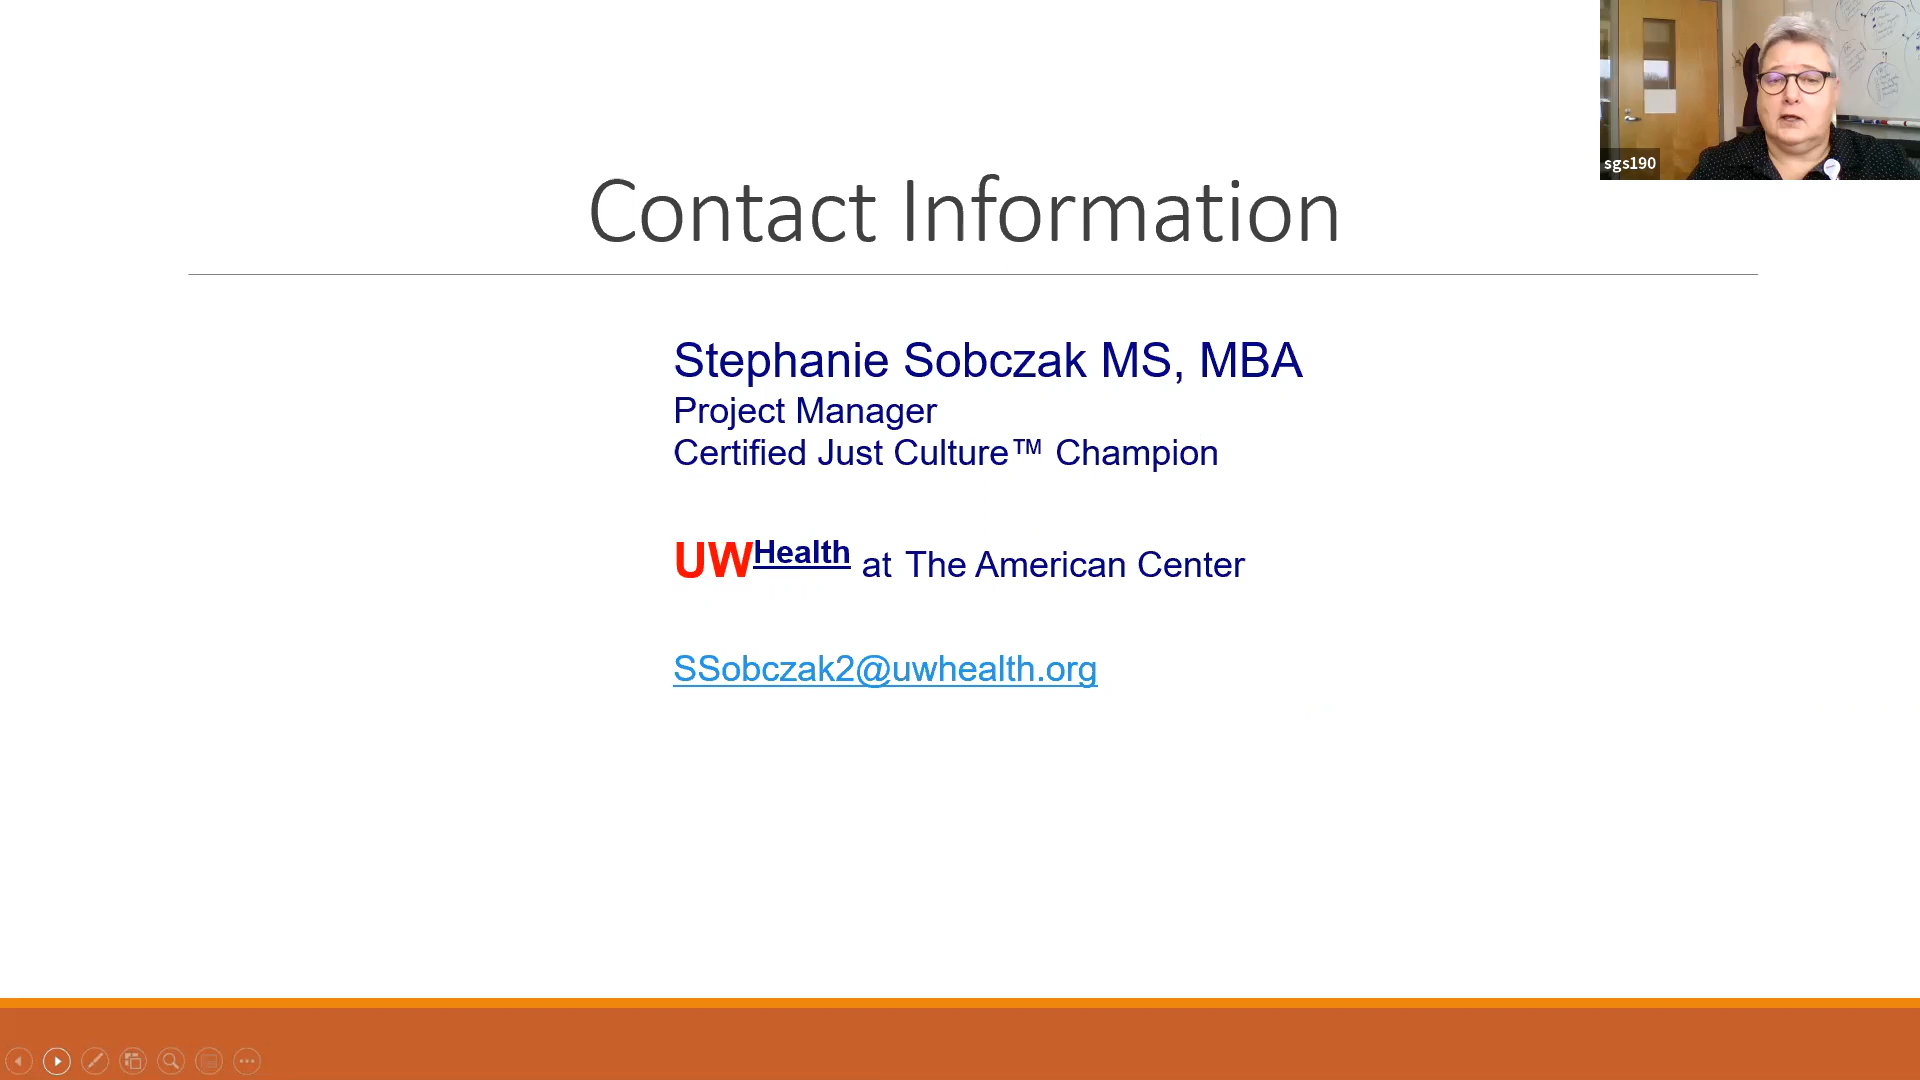 sgs190
Contact Information
Stephanie Sobczak MS, MBA
Project Manager
Certified Just Culture™ Champion
UWHealth at The American Center
SSobczak2@uwhealth.org